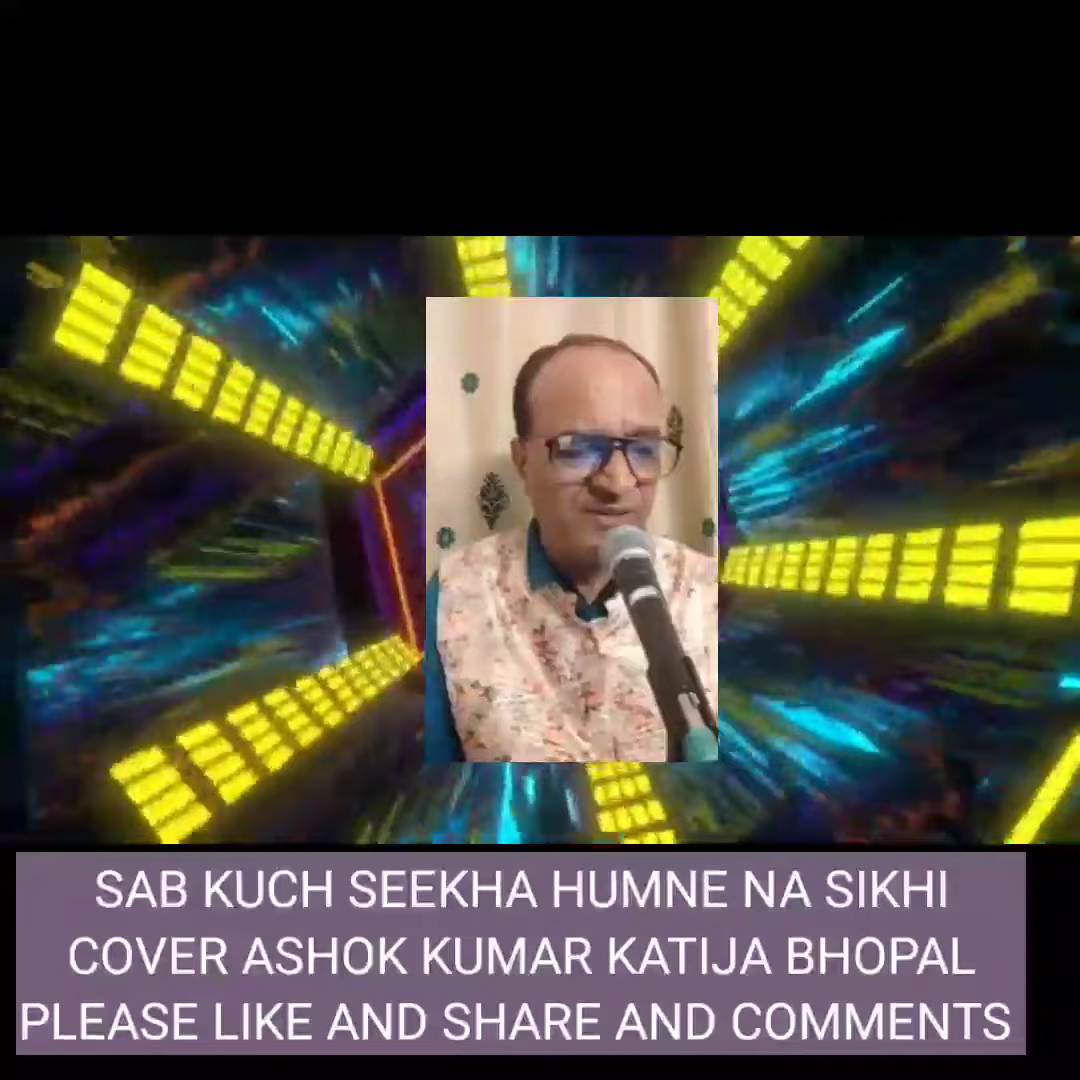 SAB KUCH SEEKHA HUMNE NA SIKHI
COVER ASHOK KUMAR KATIJA BHOPAL
PLEASE LIKE AND SHARE AND COMMENTS